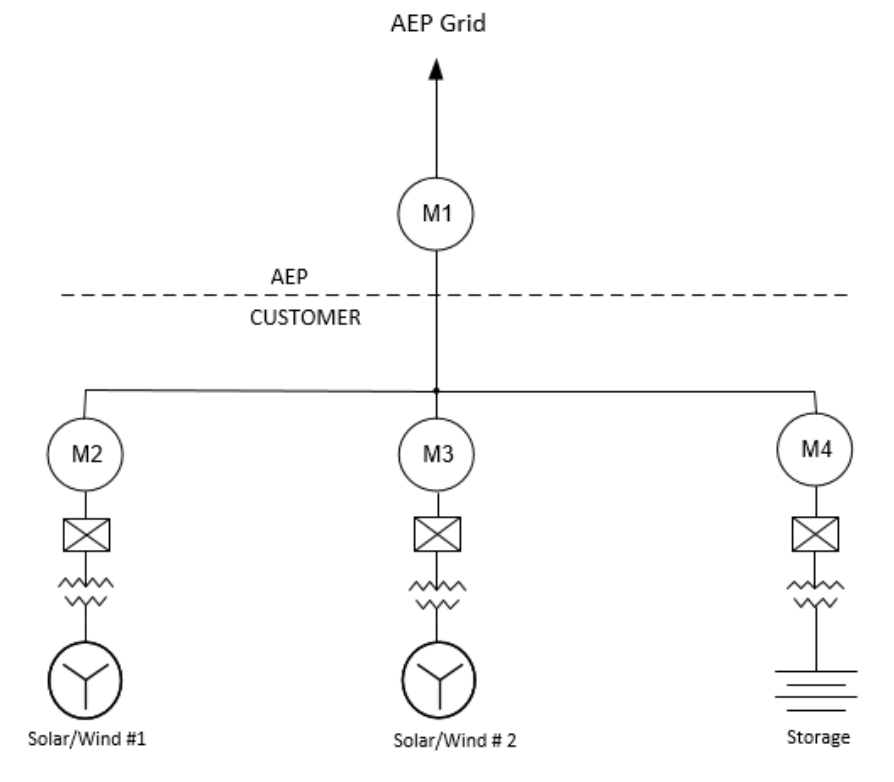 AEP Grid
M1
AEP
CUSTOMER
M2
M3
M4
Solar/Wind #1
Solar/Wind # 2
Storage